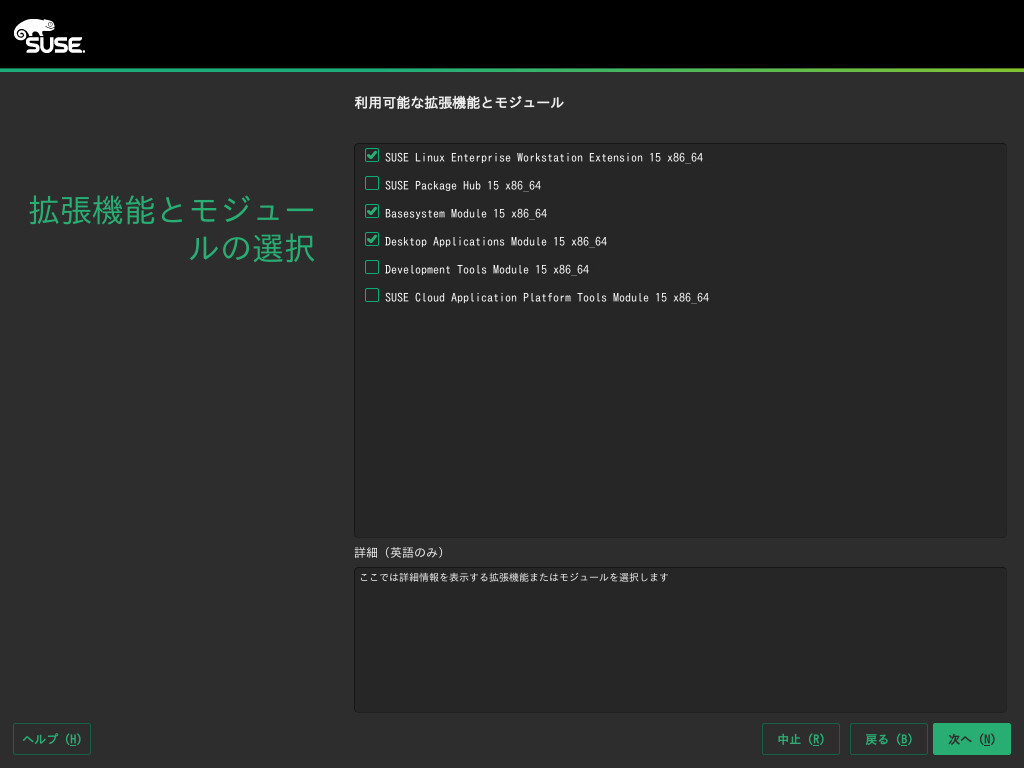 SUSE.
利用可能な拡張機能とモジュール
拡張機能とモジュー
ルの選択
SUSE Linux Enterprise Workstation Extension 15 x86_64
SUSE Package Hub 15 x86_64
Basesystem Module 15 x86_64
Desktop Applications Module 15 x86_64
Development Tools Module 15 x86_64
SUSE Cloud Application Platform Tools Module 15 x86_64
詳細（英語のみ）
ここでは詳細情報を表示する拡張機能またはモジュールを選択します
ヘルプ (H)
中止 (R)
戻る (B)
次へ (N)